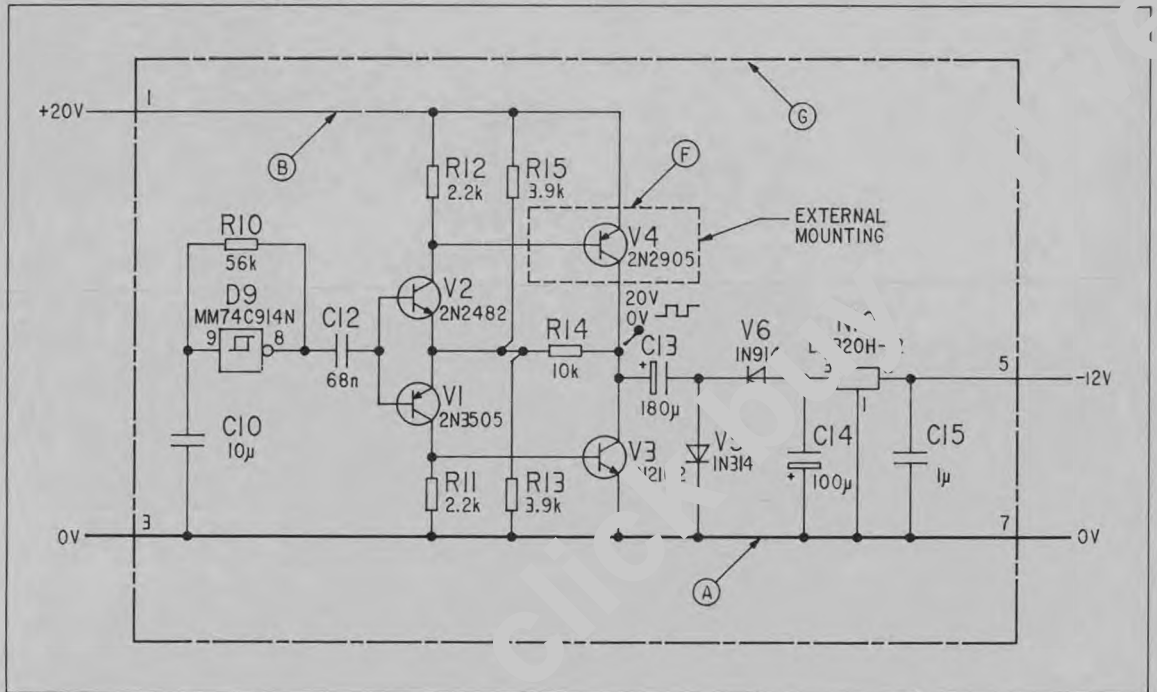 +20V
1
G
B
F
R12
2.2k
R15
3.9k
EXTERNAL
MOUNTING
R10
56k
V4
2N2905
D9
MM74C914N
9
8
C12
68n
V2
2N2482
20V
0V
R14
10k
C13
+
180µ
V6
5
-12V
V1
2N3505
C10
10µ
1
C14
+
100µ
C15
1µ
V3
1N314
R11
2.2k
R13
3.9k
0V
3
7
0V
A
clickbuy